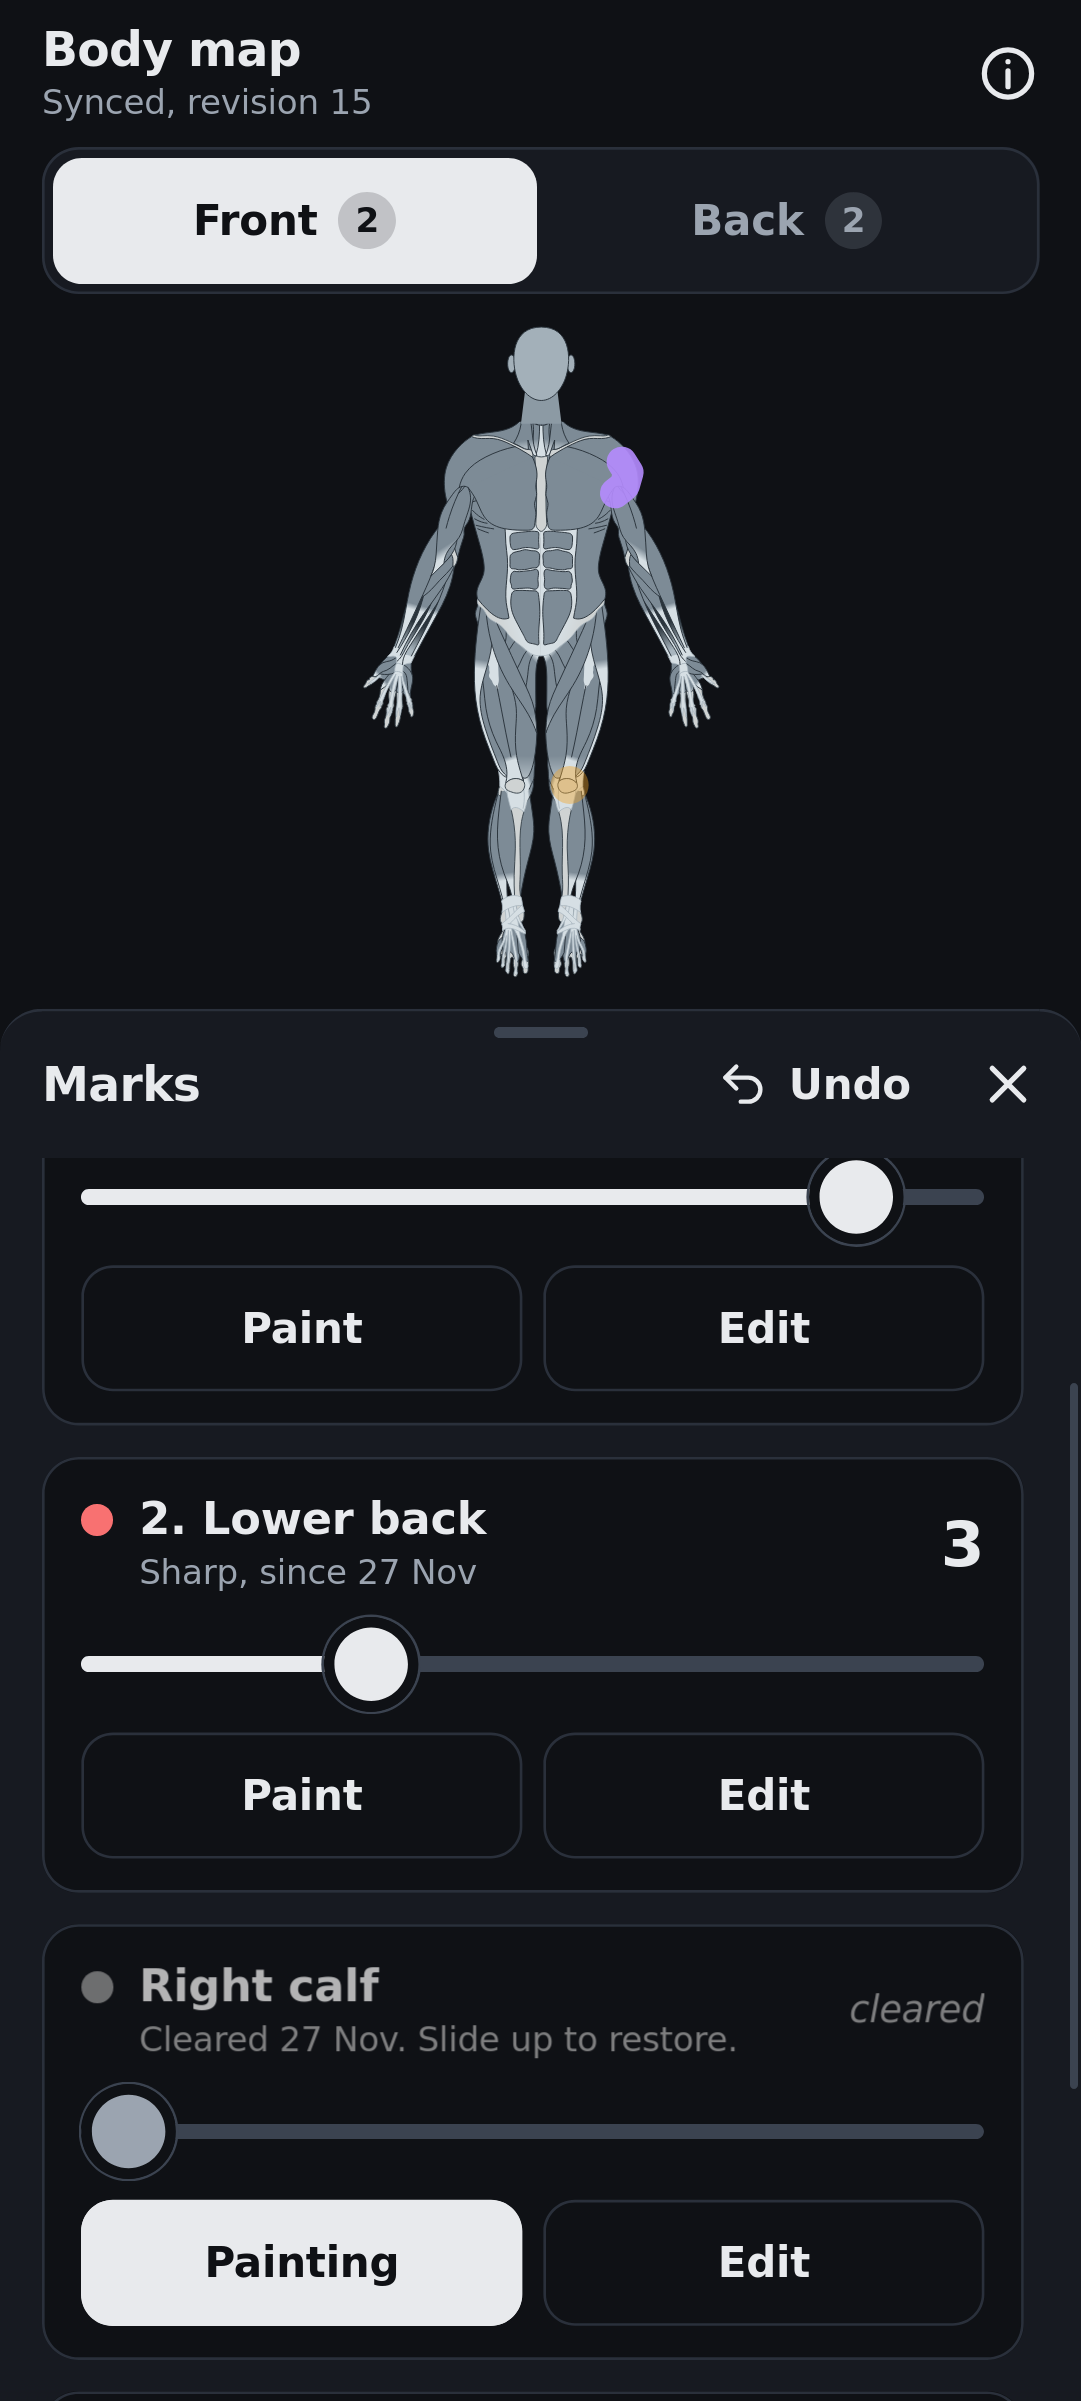 Body map
Synced, revision 15
Front 2
Back 2
Marks
Undo
Paint
Edit
2. Lower back
3
Sharp, since 27 Nov
Paint
Edit
Right calf
cleared
Cleared 27 Nov. Slide up to restore.
Painting
Edit